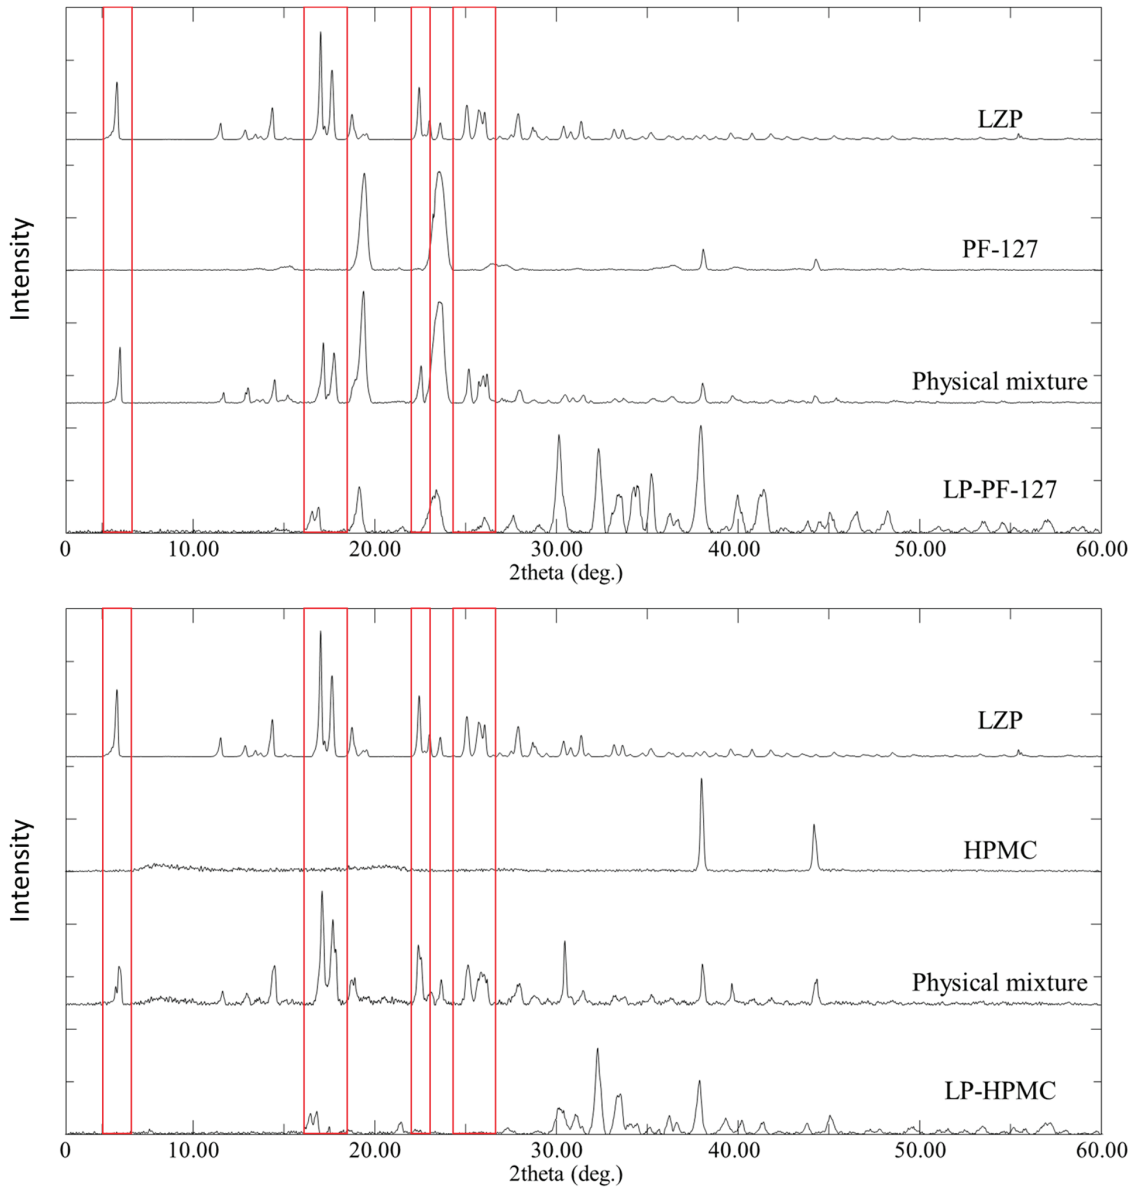 Intensity
LZP
PF-127
Physical mixture
LP-PF-127
0 10.00 20.00 30.00 40.00 50.00 60.00
2theta (deg.)
Intensity
LZP
HPMC
Physical mixture
LP-HPMC
0 10.00 20.00 30.00 40.00 50.00 60.00
2theta (deg.)